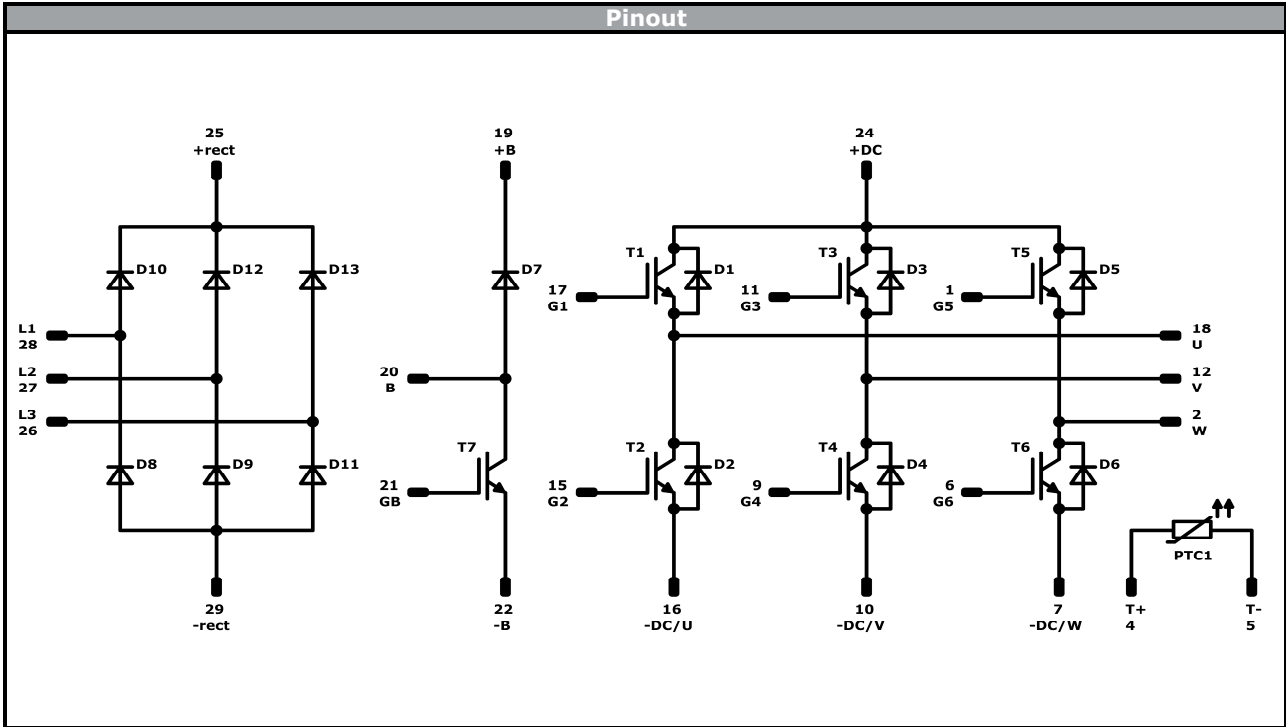 Pinout
25
+rect
19
+B
24
+DC
D10
D12
D13
D7
T1
D1
T3
D3
T5
D5
17
G1
11
G3
1
G5
L1
28
18
U
L2
27
20
B
12
V
L3
26
2
W
D8
D9
D11
T7
T2
D2
T4
D4
T6
D6
21
GB
15
G2
9
G4
6
G6
PTC1
29
-rect
22
-B
16
-DC/U
10
-DC/V
7
-DC/W
T+
4
T-
5